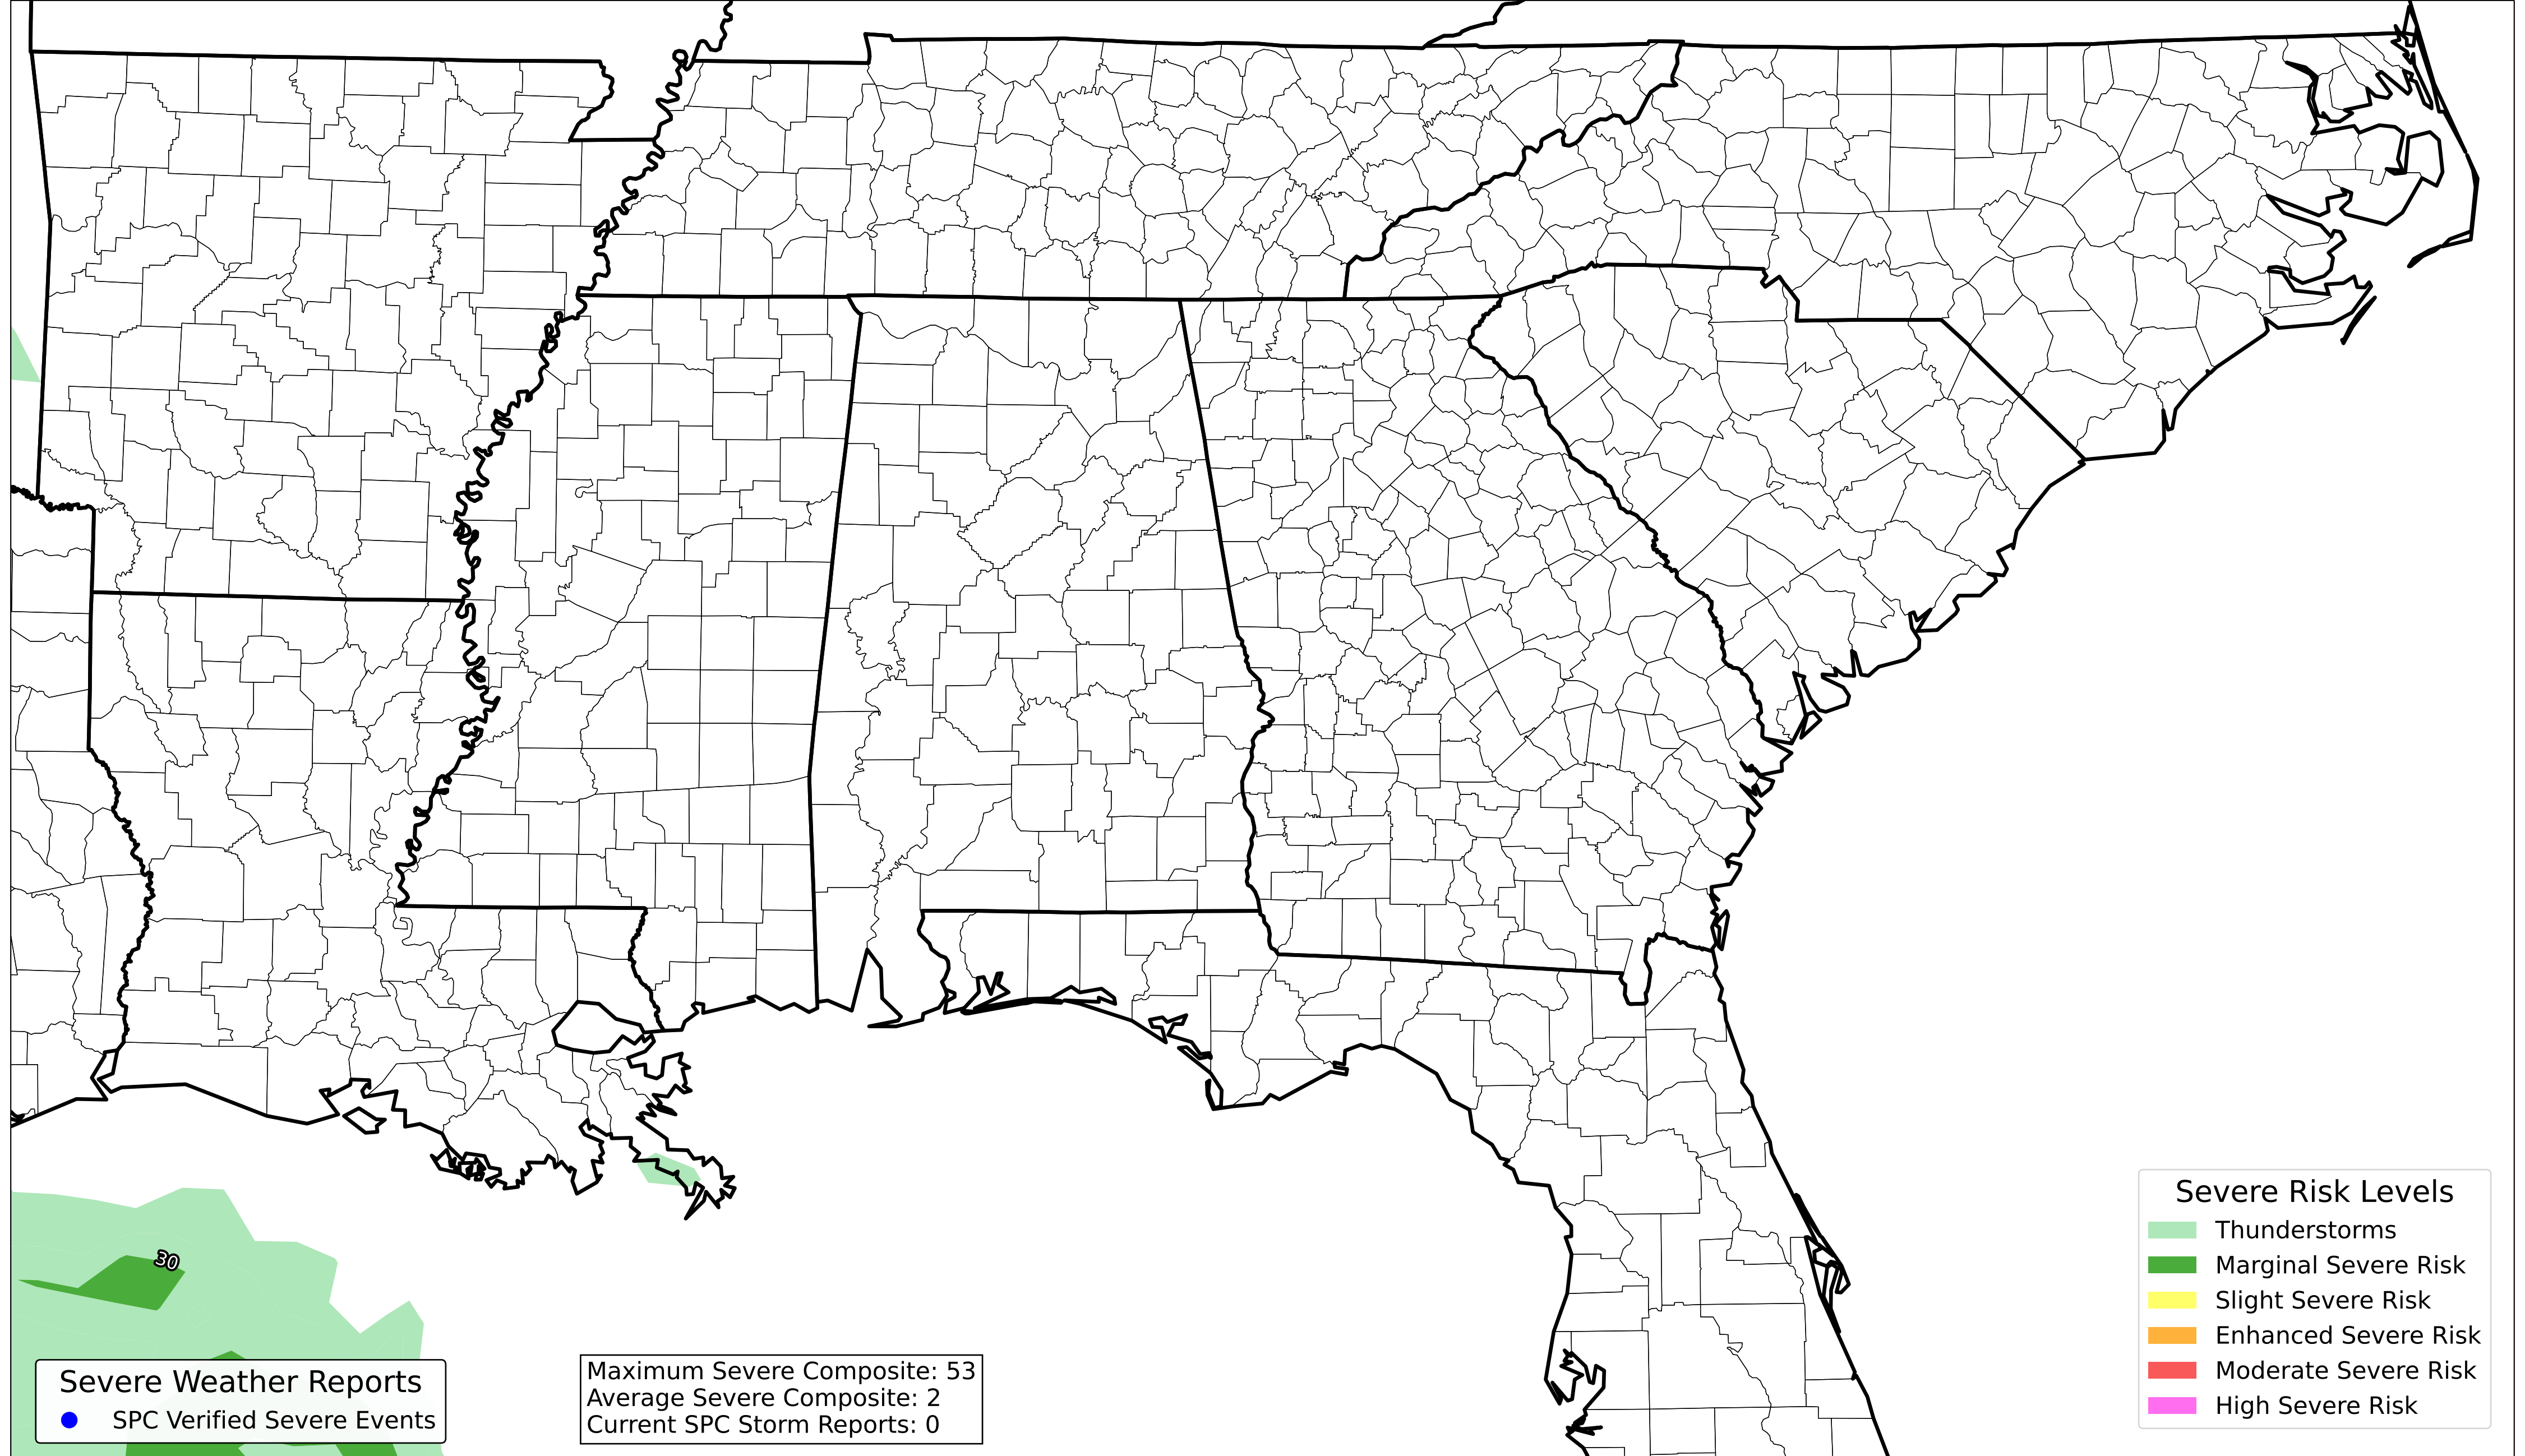 30
Severe Weather Reports
SPC Verified Severe Events
Maximum Severe Composite: 53
Average Severe Composite: 2
Current SPC Storm Reports: 0
Severe Risk Levels
Thunderstorms
Marginal Severe Risk
Slight Severe Risk
Enhanced Severe Risk
Moderate Severe Risk
High Severe Risk